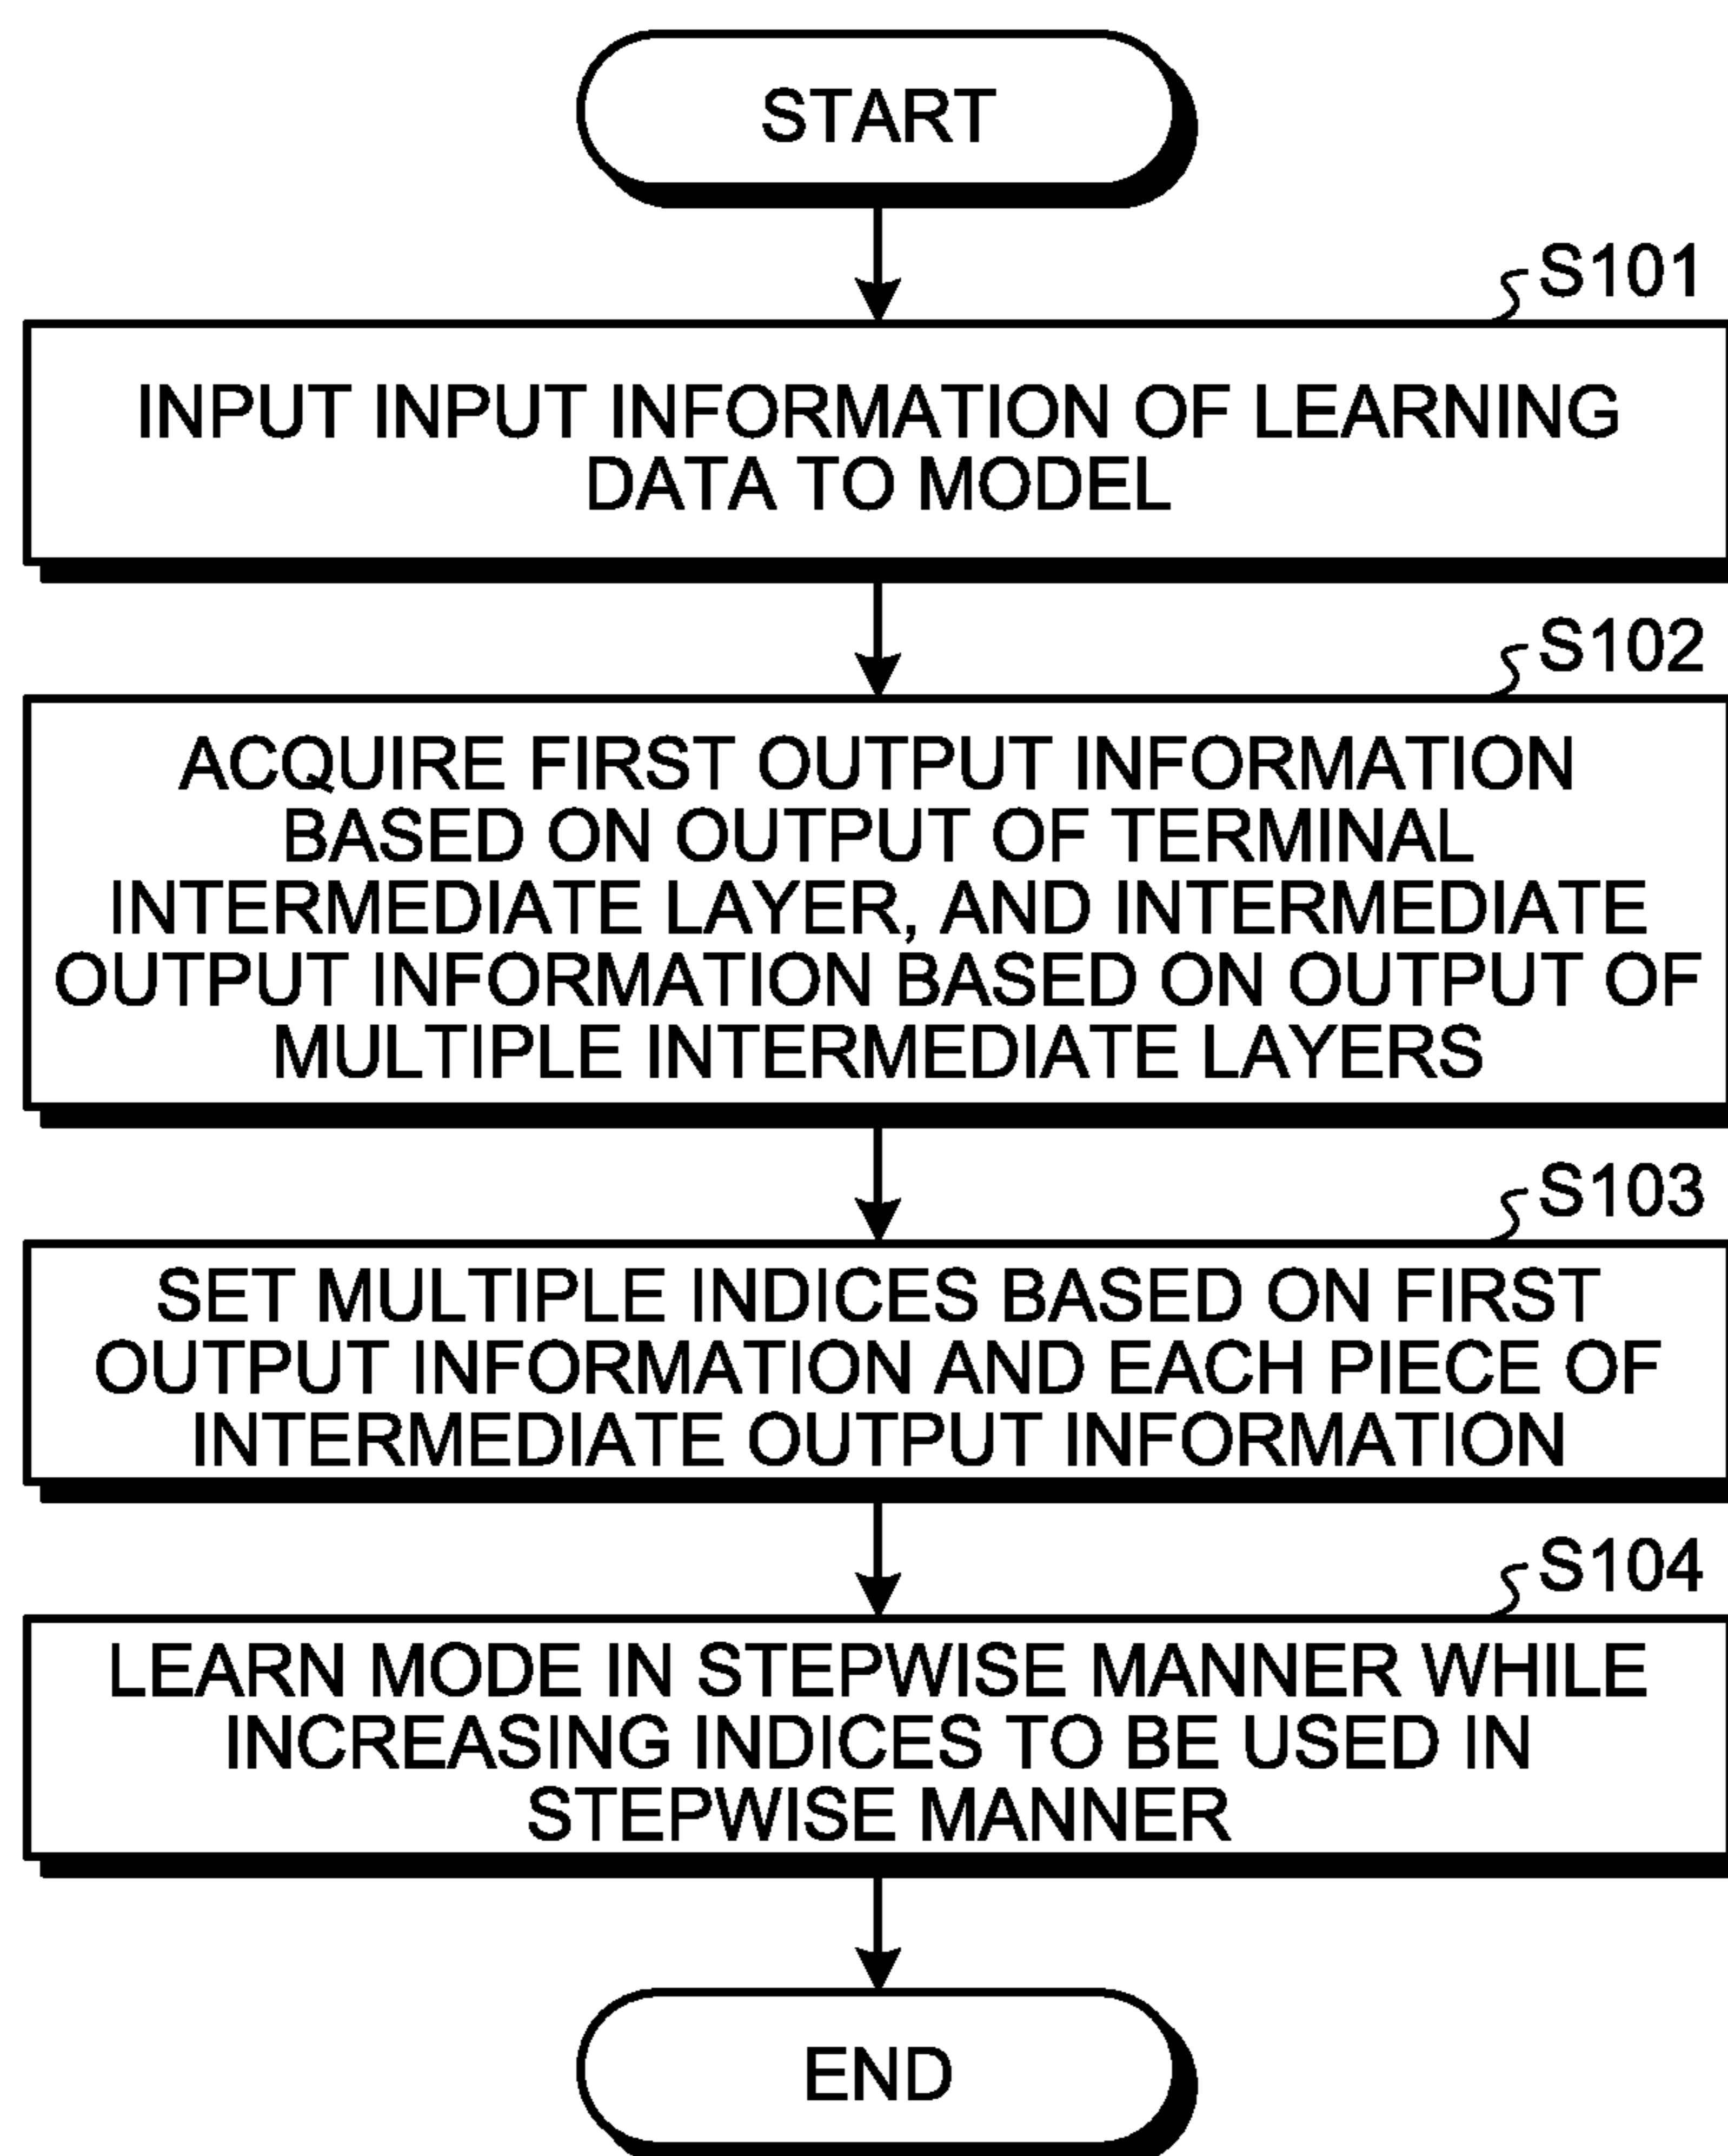 START
S101
INPUT INPUT INFORMATION OF LEARNING
DATA TO MODEL
S102
ACQUIRE FIRST OUTPUT INFORMATION
BASED ON OUTPUT OF TERMINAL
INTERMEDIATE LAYER, AND INTERMEDIATE
OUTPUT INFORMATION BASED ON OUTPUT OF
MULTIPLE INTERMEDIATE LAYERS
S103
SET MULTIPLE INDICES BASED ON FIRST
OUTPUT INFORMATION AND EACH PIECE OF
INTERMEDIATE OUTPUT INFORMATION
S104
LEARN MODE IN STEPWISE MANNER WHILE
INCREASING INDICES TO BE USED IN
STEPWISE MANNER
END